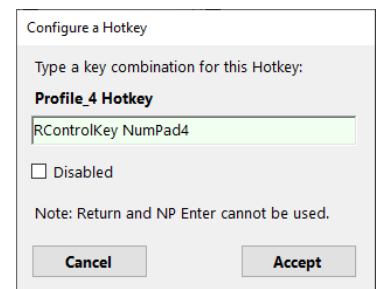 Configure a Hotkey
Type a key combination for this Hotkey:
Profile_4 Hotkey
RControlKey NumPad4
Disabled
Note: Return and NP Enter cannot be used.
Cancel Accept